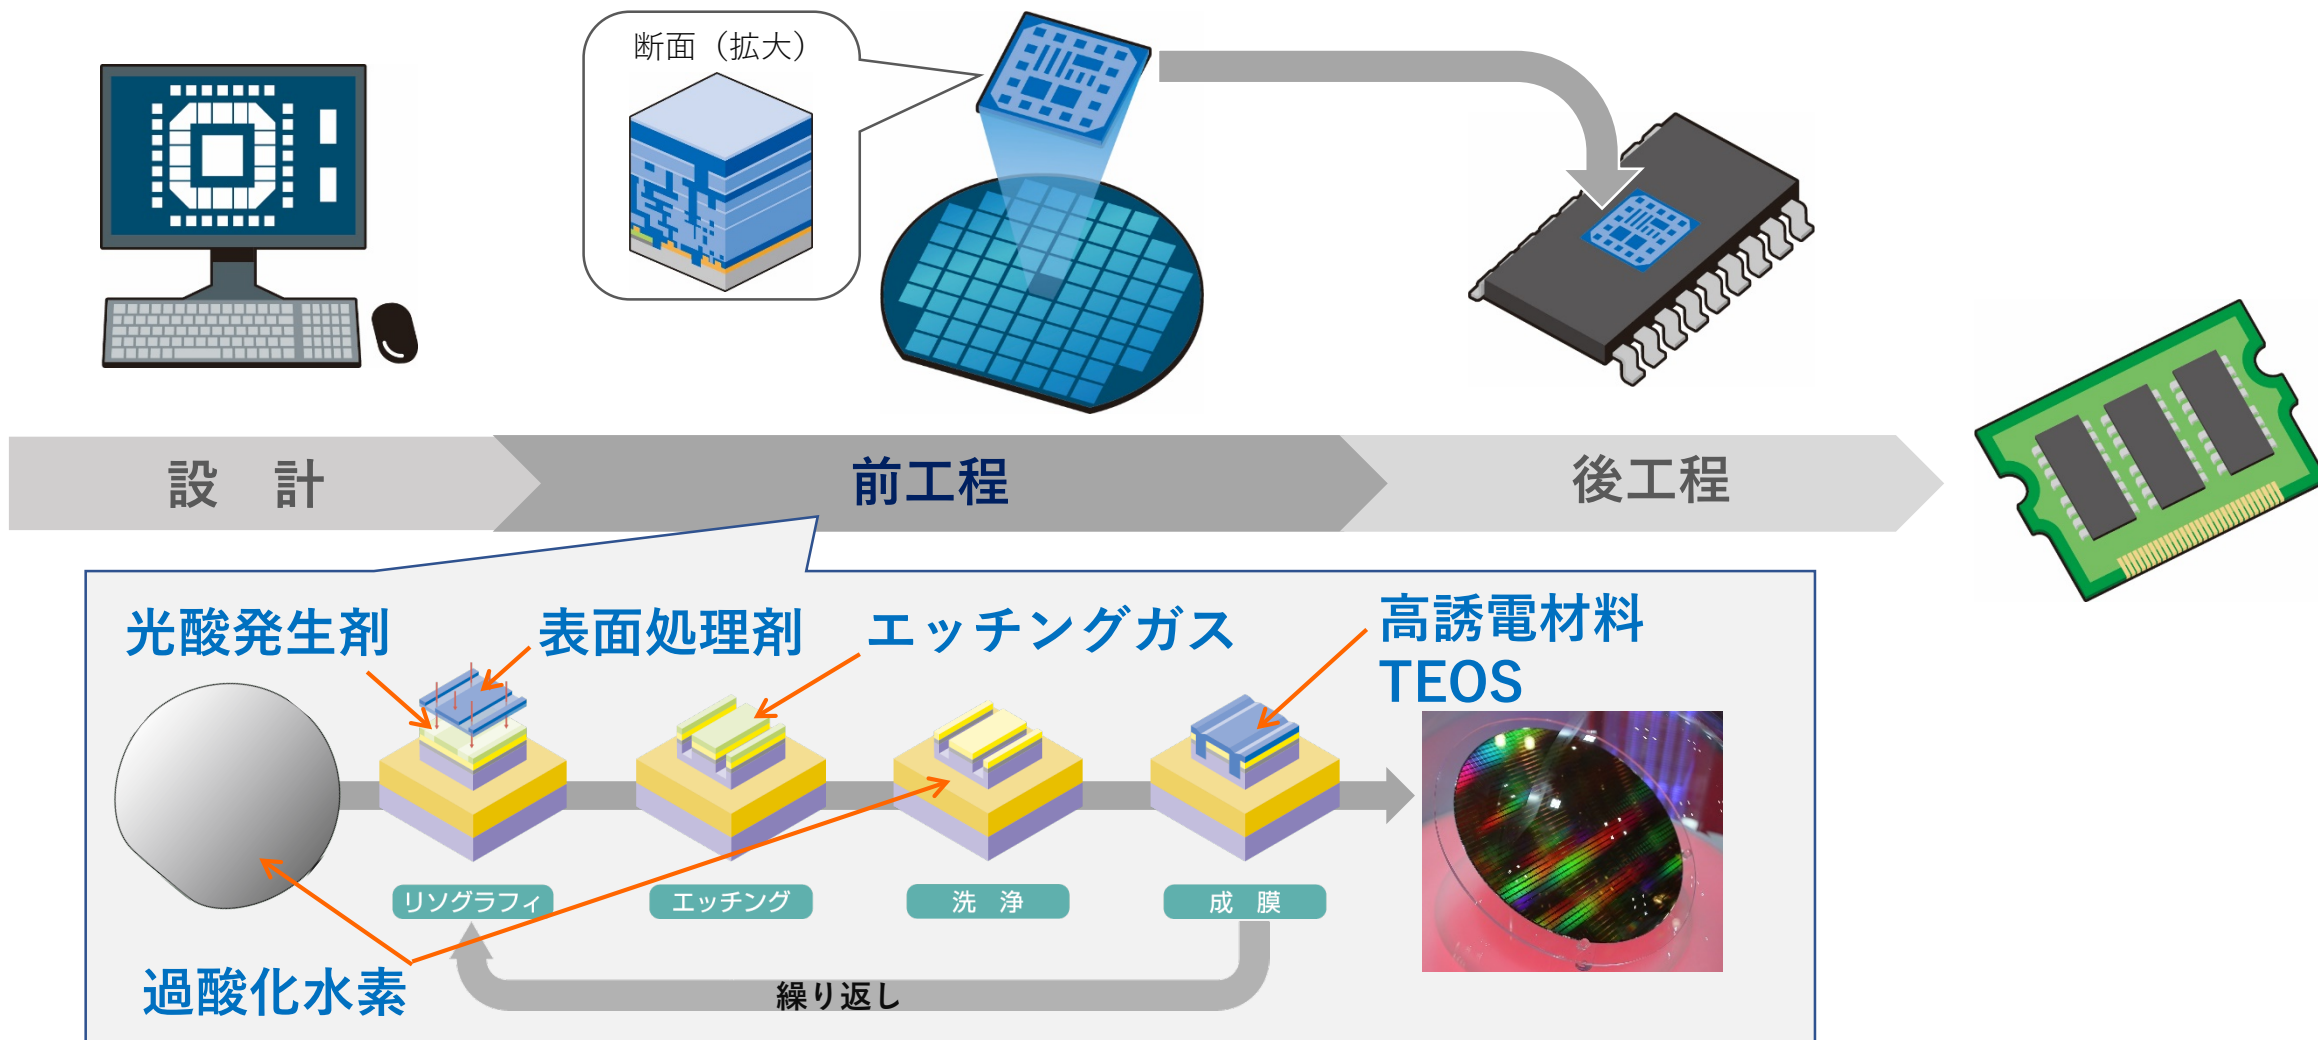 断面（拡大）
設　計
前工程
後工程
光酸発生剤
表面処理剤
エッチングガス
高誘電材料
TEOS
リソグラフィ
エッチング
洗　浄
成　膜
過酸化水素
繰り返し